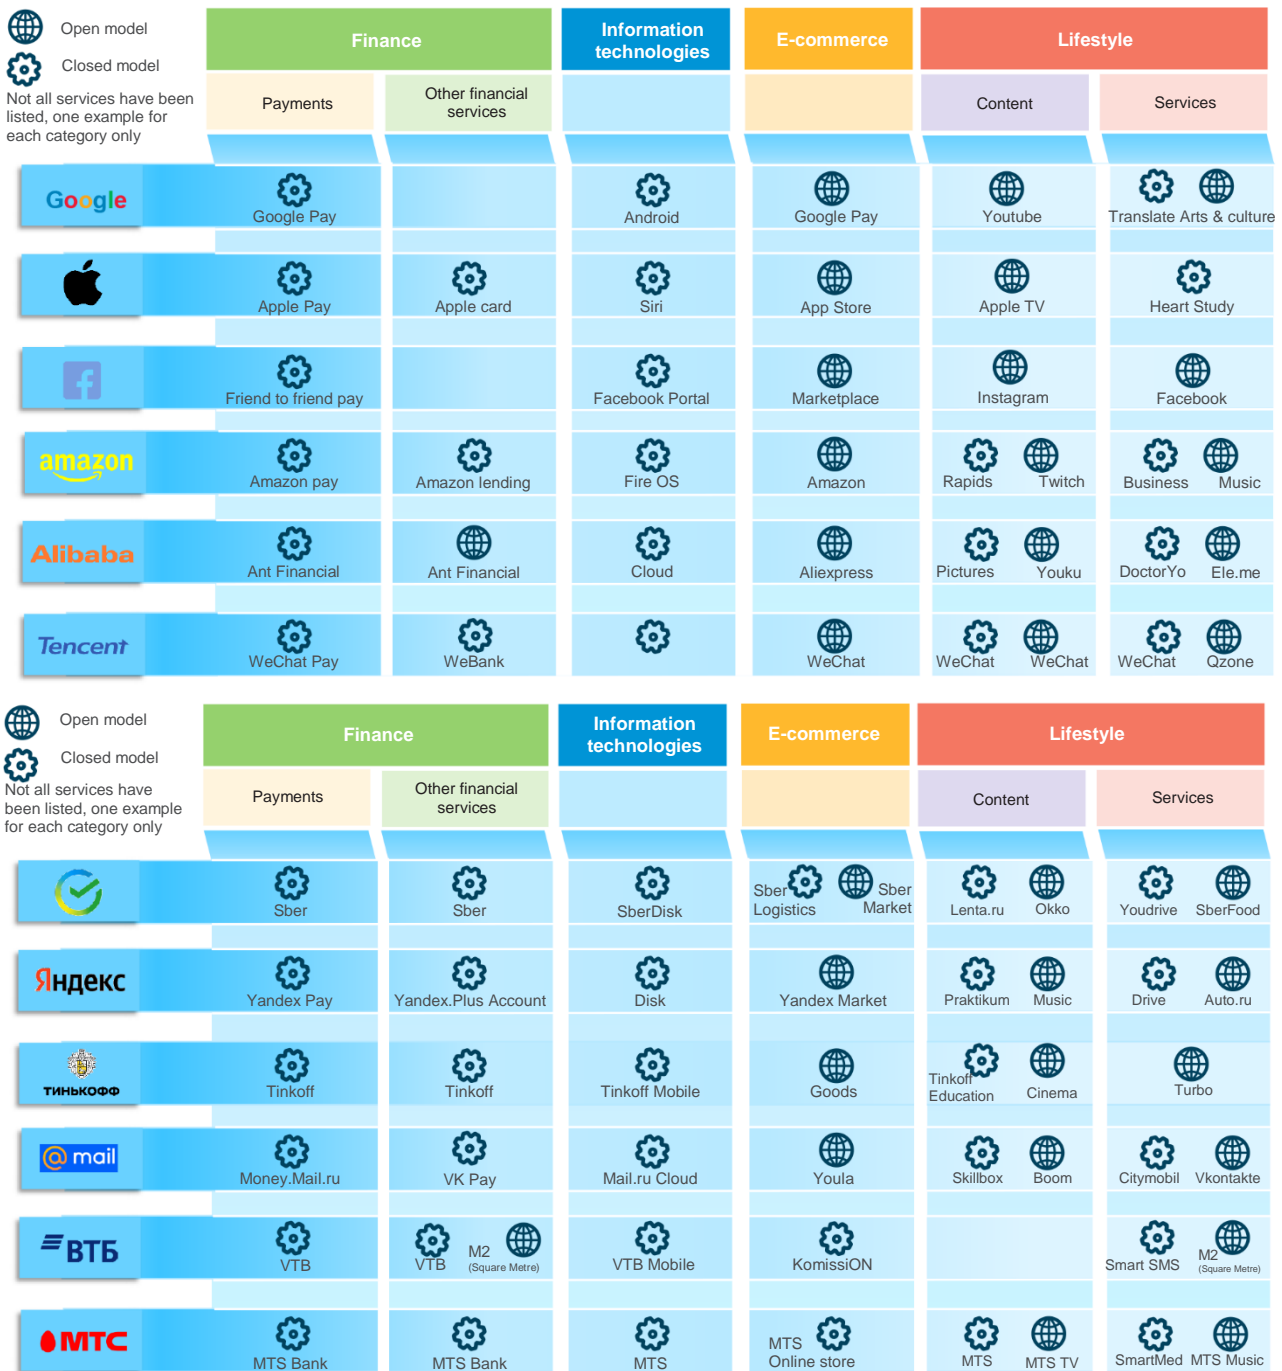 Open model
Closed model
Not all services have been
listed, one example for
each category only
Finance
Information
technologies
E-commerce
Lifestyle
Payments
Other financial
services
Content
Services
Google
Google Pay
Android
Google Pay
Youtube
Translate
Arts & culture
Apple Pay
Apple card
Siri
App Store
Apple TV
Heart Study
f
Friend to friend pay
Facebook Portal
Marketplace
Instagram
Facebook
amazon
Amazon pay
Amazon lending
Fire OS
Amazon
Rapids
Twitch
Business
Music
Alibaba
Ant Financial
Ant Financial
Cloud
Aliexpress
Pictures
Youku
DoctorYo
Ele.me
Tencent
WeChat Pay
WeBank
WeChat
WeChat
WeChat
WeChat
Qzone
Open model
Closed model
Not all services have
been listed, one example
for each category only
Finance
Information
technologies
E-commerce
Lifestyle
Payments
Other financial
services
Content
Services
Sber
Sber
SberDisk
Sber
Logistics
Sber
Market
Lenta.ru
Okko
Youdrive
SberFood
Яндекс
Yandex Pay
Yandex.Plus Account
Disk
Yandex Market
Praktikum
Music
Drive
Auto.ru
ТИНЬКОФФ
Tinkoff
Tinkoff
Tinkoff Mobile
Goods
Tinkoff
Education
Cinema
Turbo
@ mail
Money.Mail.ru
VK Pay
Mail.ru Cloud
Youla
Skillbox
Boom
Citymobil
Vkontakte
ВТБ
VTB
VTB
M2
(Square Metre)
VTB Mobile
KomissiON
Smart SMS
M2
(Square Metre)
МТС
MTS Bank
MTS Bank
MTS
MTS
Online store
MTS
MTS TV
SmartMed
MTS Music